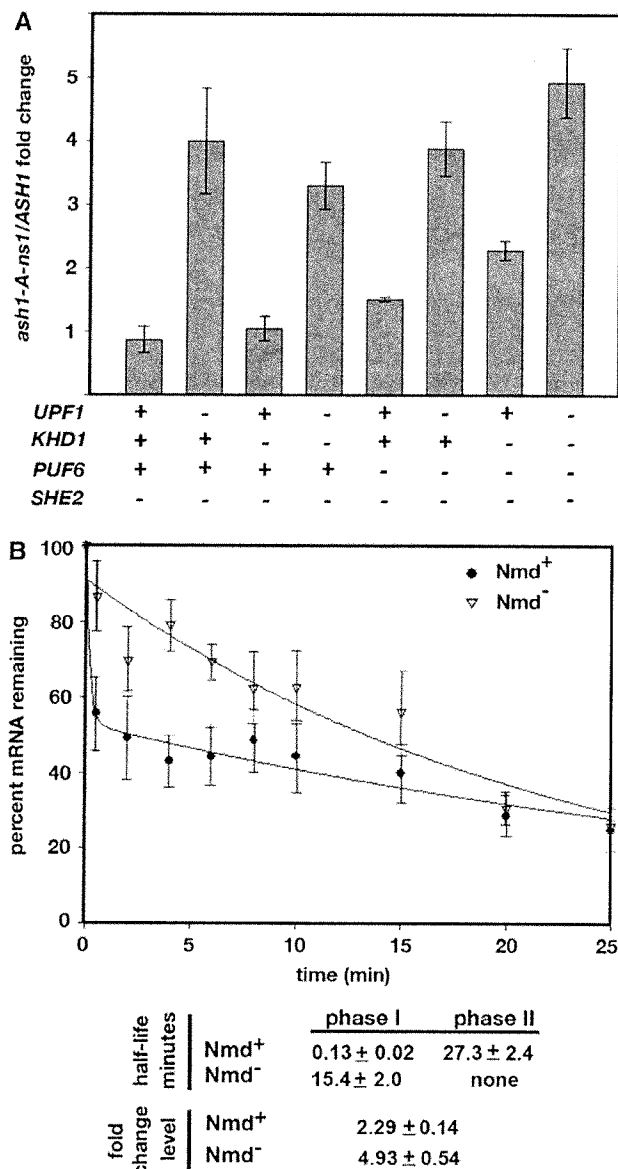 A
ash1-A-ns1/ASH1 fold change
5
4
3
2
1
UPF1 + - + - + - + -
KHD1 + + - - + + - -
PUF6 + + + + - - - -
SHE2 - - - - - - - -
B
percent mRNA remaining
100
80
60
40
20
0
Nmd+
Nmd-
0 5 10 15 20 25
time (min)
phase I phase II
half-life minutes
Nmd+ 0.13 ± 0.02 27.3 ± 2.4
Nmd- 15.4 ± 2.0 none
fold change level
Nmd+ 2.29 ± 0.14
Nmd- 4.93 ± 0.54